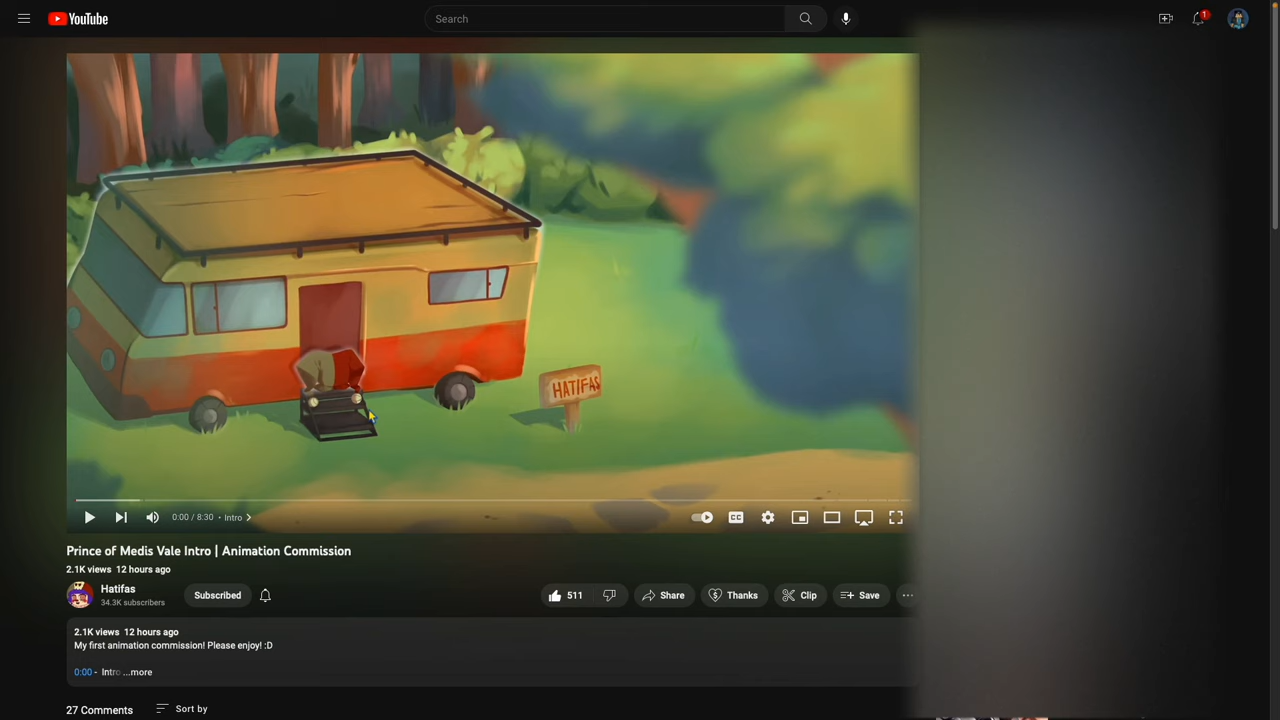 YouTube
Search
1
HATIFAS
0:00 / 8:30 • Intro
CC
Prince of Medis Vale Intro | Animation Commission
2.1K views 12 hours ago
Hatifas
34.3K subscribers
Subscribed
511
Share
Thanks
Clip
Save
2.1K views 12 hours ago
My first animation commission! Please enjoy! :D
0:00 - Intro ...more
27 Comments
Sort by